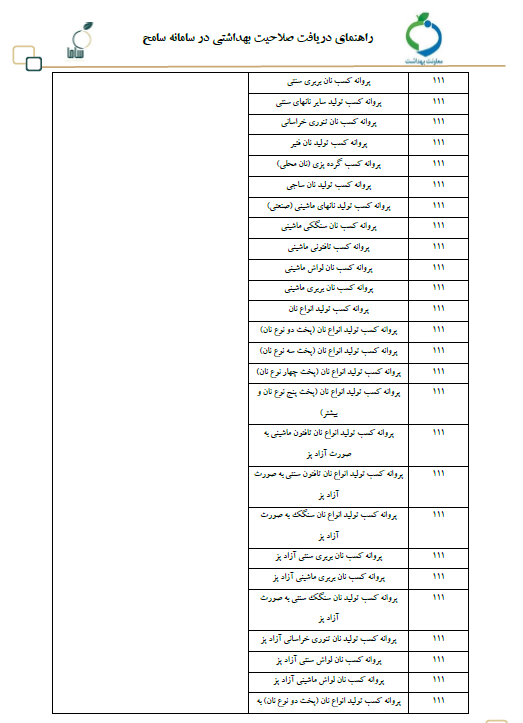 راهنمای دریافت صلاحیت بهداشتی در سامانه سامح
ساما
معاونت بهداشت
۱۱۱ پروانه کسب نان بربری سنتی
۱۱۱ پروانه کسب تولید سایر نانهای سنتی
۱۱۱ پروانه کسب نان تنوری خراسانی
۱۱۱ پروانه کسب تولید نان فتیر
۱۱۱ پروانه کسب گرده پزی (نان محلی)
۱۱۱ پروانه کسب تولید نان ساجی
۱۱۱ پروانه کسب تولید نانهای ماشینی (صنعتی)
۱۱۱ پروانه کسب نان سنگکی ماشینی
۱۱۱ پروانه کسب تافتونی ماشینی
۱۱۱ پروانه کسب نان لواش ماشینی
۱۱۱ پروانه کسب نان بربری ماشینی
۱۱۱ پروانه کسب تولید انواع نان
۱۱۱ پروانه کسب تولید انواع نان (پخت دو نوع نان)
۱۱۱ پروانه کسب تولید انواع نان (پخت سه نوع نان)
۱۱۱ پروانه کسب تولید انواع نان (پخت چهار نوع نان)
۱۱۱ پروانه کسب تولید انواع نان (پخت پنج نوع نان و
بیشتر)
۱۱۱ پروانه کسب تولید انواع نان تافتون ماشینی به
صورت آزاد پز
۱۱۱ پروانه کسب تولید انواع نان تافتون سنتی به صورت
آزاد پز
۱۱۱ پروانه کسب تولید انواع نان سنگک به صورت
آزاد پز
۱۱۱ پروانه کسب نان بربری سنتی آزاد پز
۱۱۱ پروانه کسب نان بربری ماشینی آزاد پز
۱۱۱ پروانه کسب تولید نان سنگک سنتی به صورت
آزاد پز
۱۱۱ پروانه کسب تولید نان تنوری خراسانی آزاد پز
۱۱۱ پروانه کسب نان لواش سنتی آزاد پز
۱۱۱ پروانه کسب نان لواش ماشینی آزاد پز
۱۱۱ پروانه کسب تولید انواع نان (پخت دو نوع نان) به